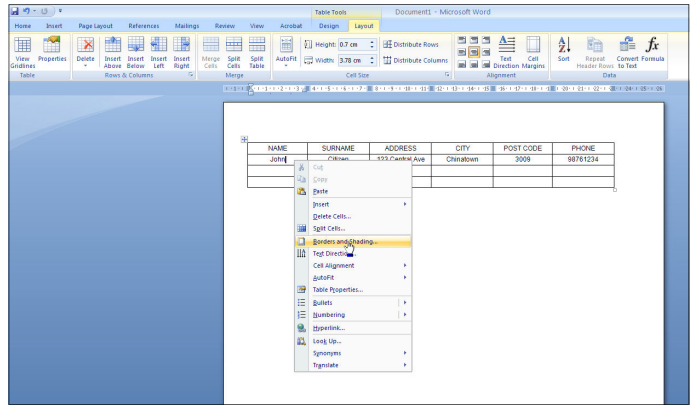 Table Tools Document1 - Microsoft Word
Home Insert Page Layout References Mailings Review View Acrobat Design Layout
View Gridlines Properties Delete Insert Above Insert Below Insert Left Insert Right Merge Cells Split Cells Split Table AutoFit Height: 0.7 cm Distribute Rows Width: 3.78 cm Distribute Columns Text Direction Cell Margins Sort Repeat Header Rows Convert to Text Formula
Table Rows & Columns Merge Cell Size Alignment Data
NAME SURNAME ADDRESS CITY POST CODE PHONE
John Citizen 123 Central Ave Chinatown 3009 98761234
Cut
Copy
Paste
Insert
Delete Cells...
Split Cells...
Borders and Shading...
Text Direction...
Cell Alignment
AutoFit
Table Properties...
Bullets
Numbering
Hyperlink...
Look Up...
Synonyms
Translate